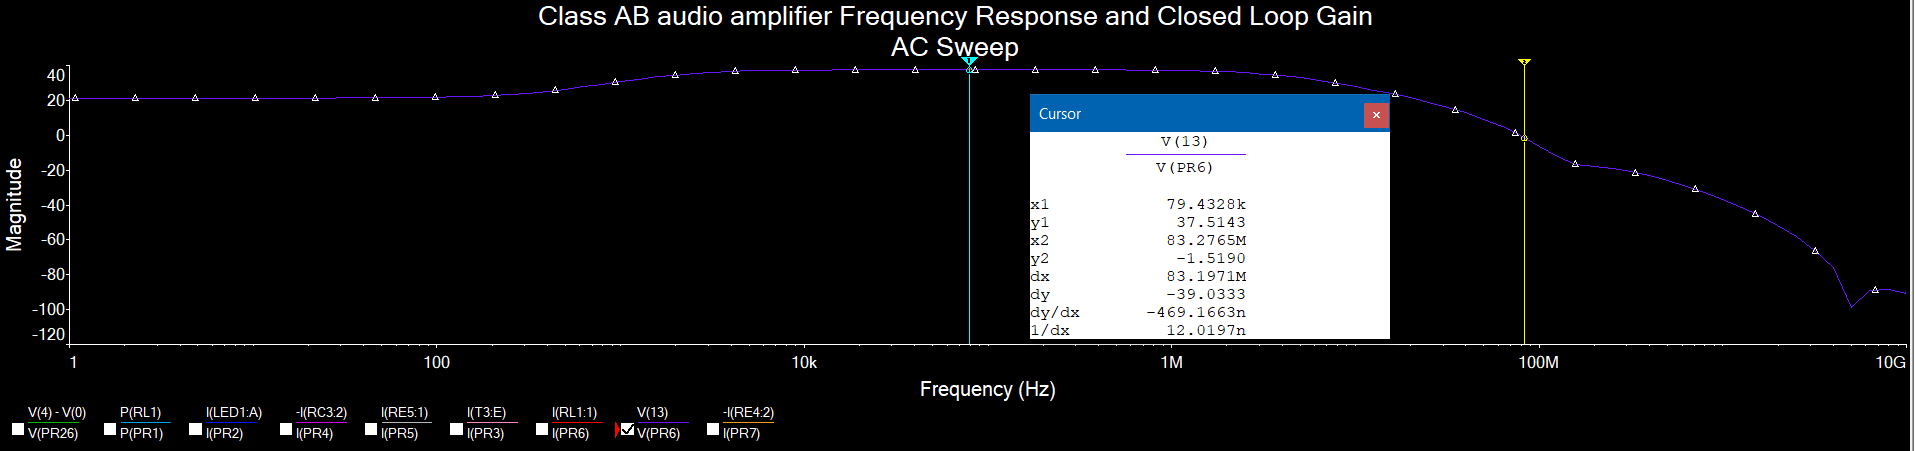 Class AB audio amplifier Frequency Response and Closed Loop Gain
AC Sweep
Magnitude
40
20
0
-20
-40
-60
-80
-100
-120
Cursor
V(13)
V(PR6)
x1 79.4328k
y1 37.5143
x2 83.2765M
y2 -1.5190
dx 83.1971M
dy -39.0333
dy/dx -469.1663n
1/dx 12.0197n
1 100 10k 1M 100M 10G
Frequency (Hz)
V(4) - V(0) P(RL1) I(LED1:A) -I(RC3:2) I(RE5:1) I(T3:E) I(RL1:1) V(13) -I(RE4:2)
V(PR26) P(PR1) I(PR2) I(PR4) I(PR5) I(PR3) I(PR6) V(PR6) I(PR7)